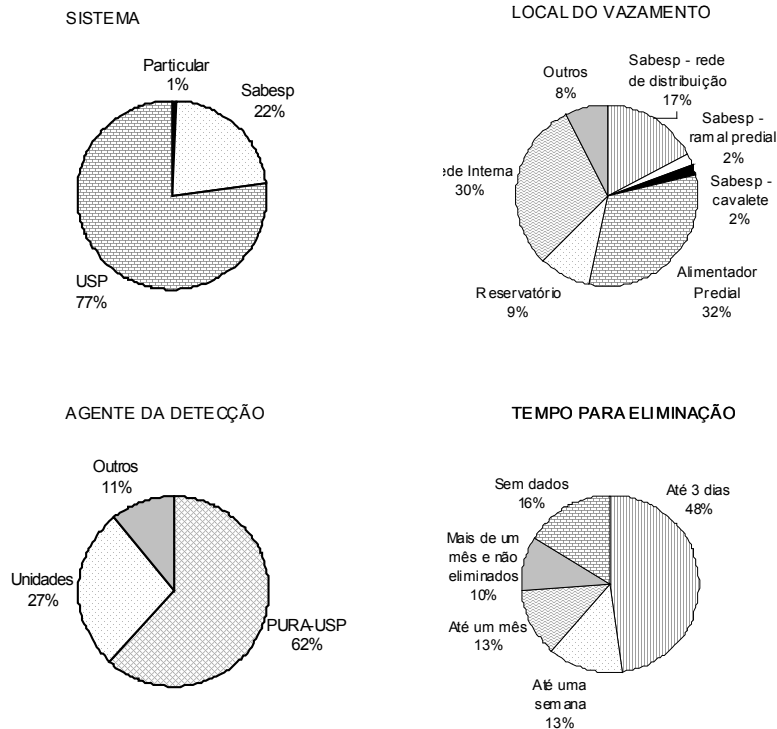 SISTEMA
Particular
1%
Sabesp
22%
USP
77%
LOCAL DO VAZAMENTO
Outros
8%
Sabesp - rede
de distribuição
17%
Sabesp -
ramal predial
2%
Sabesp -
cavalete
2%
Alimentador
Predial
32%
Reservatório
9%
ede Interna
30%
AGENTE DA DETECÇÃO
Outros
11%
Unidades
27%
PURA-USP
62%
TEMPO PARA ELIMINAÇÃO
Sem dados
16%
Até 3 dias
48%
Mais de um
mês e não
eliminados
10%
Até um mês
13%
Até uma
semana
13%